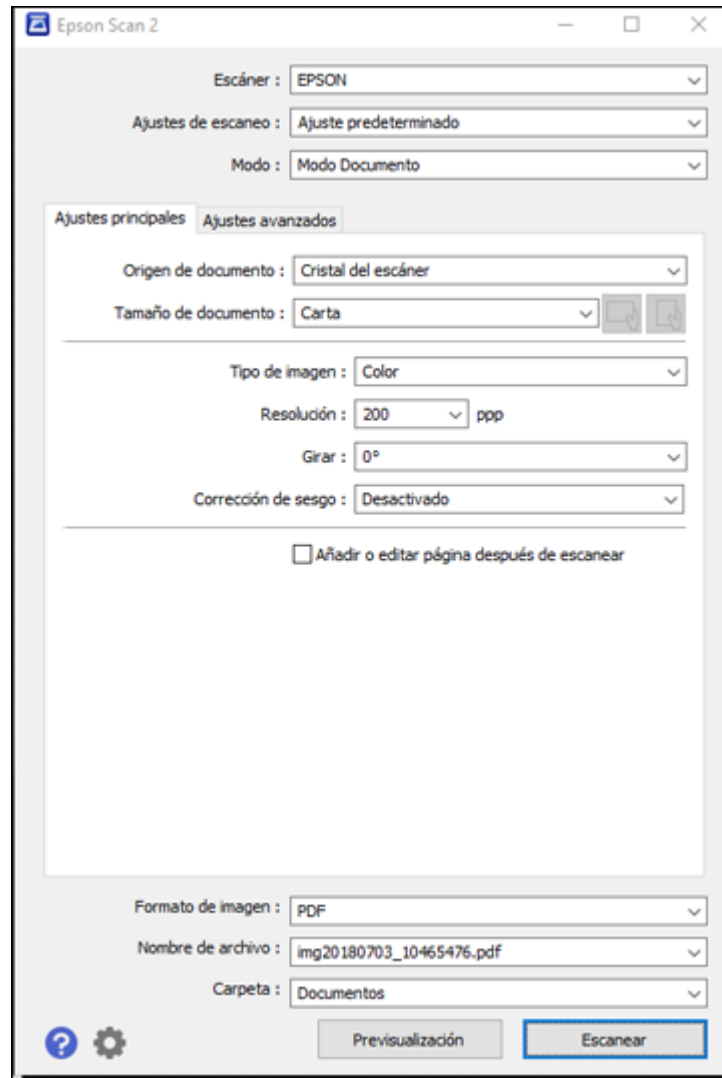 Epson Scan 2
Escáner : EPSON
Ajustes de escaneo : Ajuste predeterminado
Modo : Modo Documento
Ajustes principales Ajustes avanzados
Origen de documento : Cristal del escáner
Tamaño de documento : Carta
Tipo de imagen : Color
Resolución : 200 ppp
Girar : 0°
Corrección de sesgo : Desactivado
Añadir o editar página después de escanear
Formato de imagen : PDF
Nombre de archivo : img20180703_10465476.pdf
Carpeta : Documentos
? Previsualización Escanear